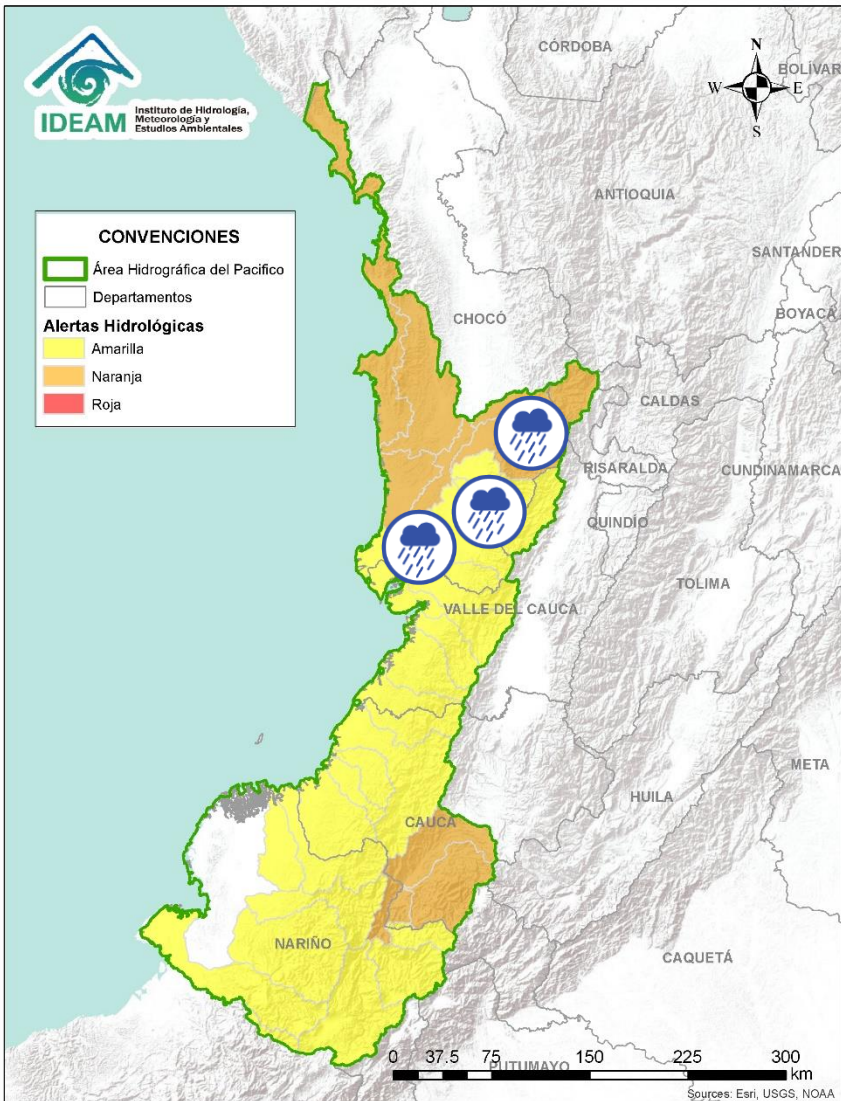 IDEAM
Instituto de Hidrología,
Meteorología y
Estudios Ambientales
N
W
E
S
CONVENCIONES
Área Hidrográfica del Pacifico
Departamentos
Alertas Hidrológicas
Amarilla
Naranja
Roja
CÓRDOBA
BOLÍVAR
ANTIOQUIA
SANTANDER
BOYACÁ
CHOCÓ
CALDAS
RISARALDA
CUNDINAMARCA
QUINDÍO
TOLIMA
VALLE DEL CAUCA
META
HUILA
CAUCA
NARIÑO
CAQUETÁ
PUTUMAYO
0 37.5 75 150 225 300
km
Sources: Esri, USGS, NOAA